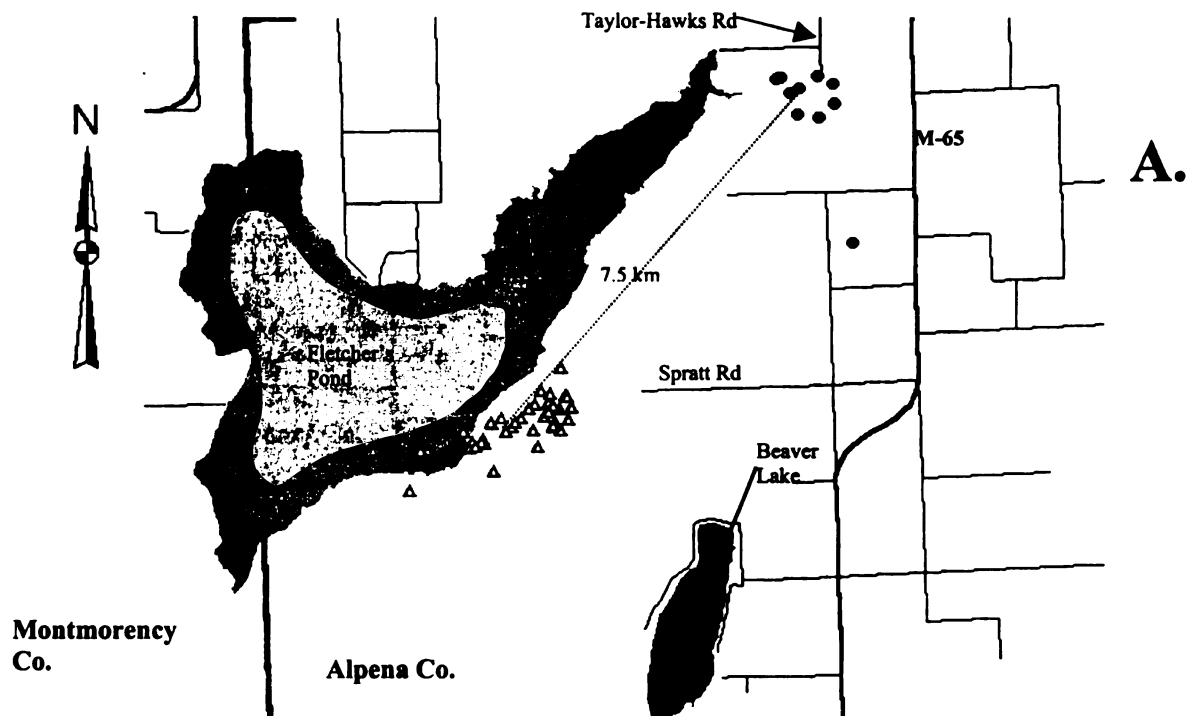 Taylor-Hawks Rd
N
M-65
A.
7.5 km
Fletcher's
Pond
Spratt Rd
Beaver
Lake
Montmorency
Co.
Alpena Co.